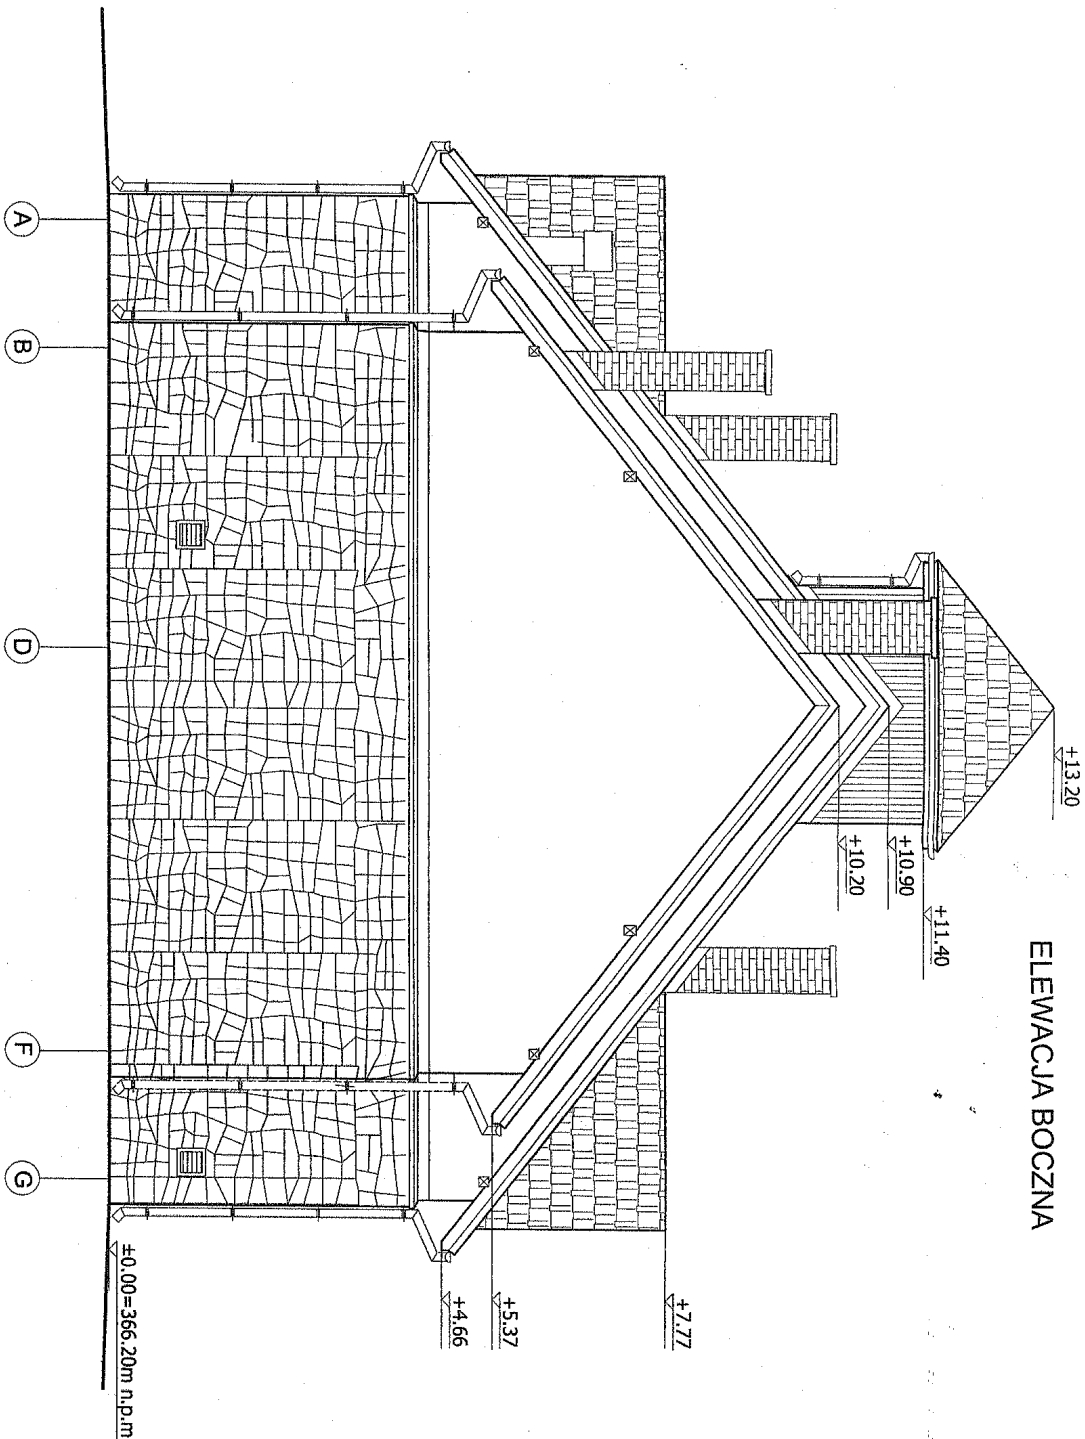 ELEWACJA BOCZNA
+13.20
+11.40
+10.90
+10.20
+7.77
+5.37
+4.66
±0.00=366.20m n.p.m
A
B
D
F
G